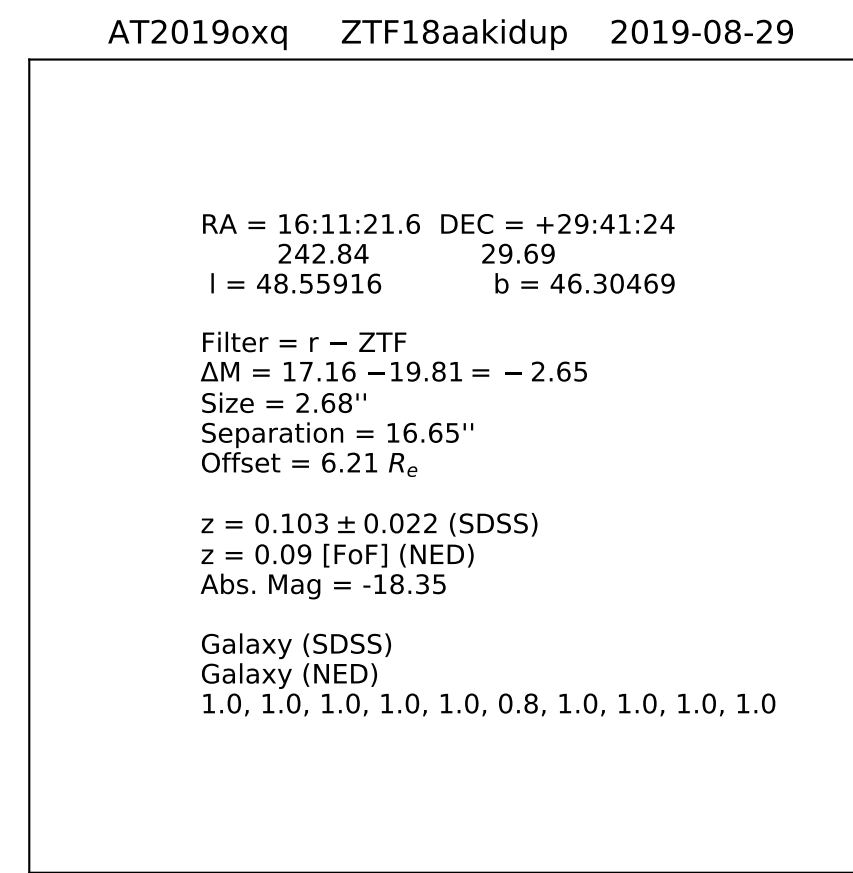 AT2019oxq ZTF18aakidup 2019-08-29
RA = 16:11:21.6 DEC = +29:41:24
242.84 29.69
l = 48.55916 b = 46.30469
Filter = r − ZTF
ΔM = 17.16 −19.81 = − 2.65
Size = 2.68''
Separation = 16.65''
Offset = 6.21 Rₑ
z = 0.103 ± 0.022 (SDSS)
z = 0.09 [FoF] (NED)
Abs. Mag = -18.35
Galaxy (SDSS)
Galaxy (NED)
1.0, 1.0, 1.0, 1.0, 1.0, 0.8, 1.0, 1.0, 1.0, 1.0